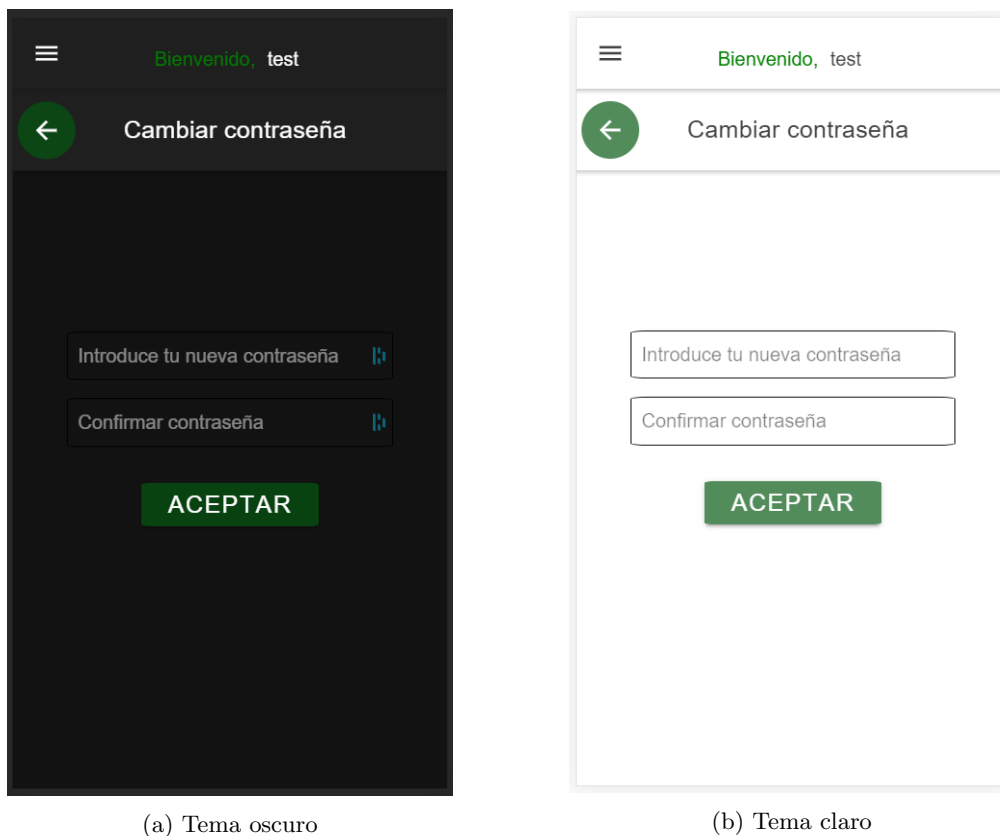 Bienvenido, test
Cambiar contraseña
Introduce tu nueva contraseña
Confirmar contraseña
ACEPTAR
(a) Tema oscuro
Bienvenido, test
Cambiar contraseña
Introduce tu nueva contraseña
Confirmar contraseña
ACEPTAR
(b) Tema claro